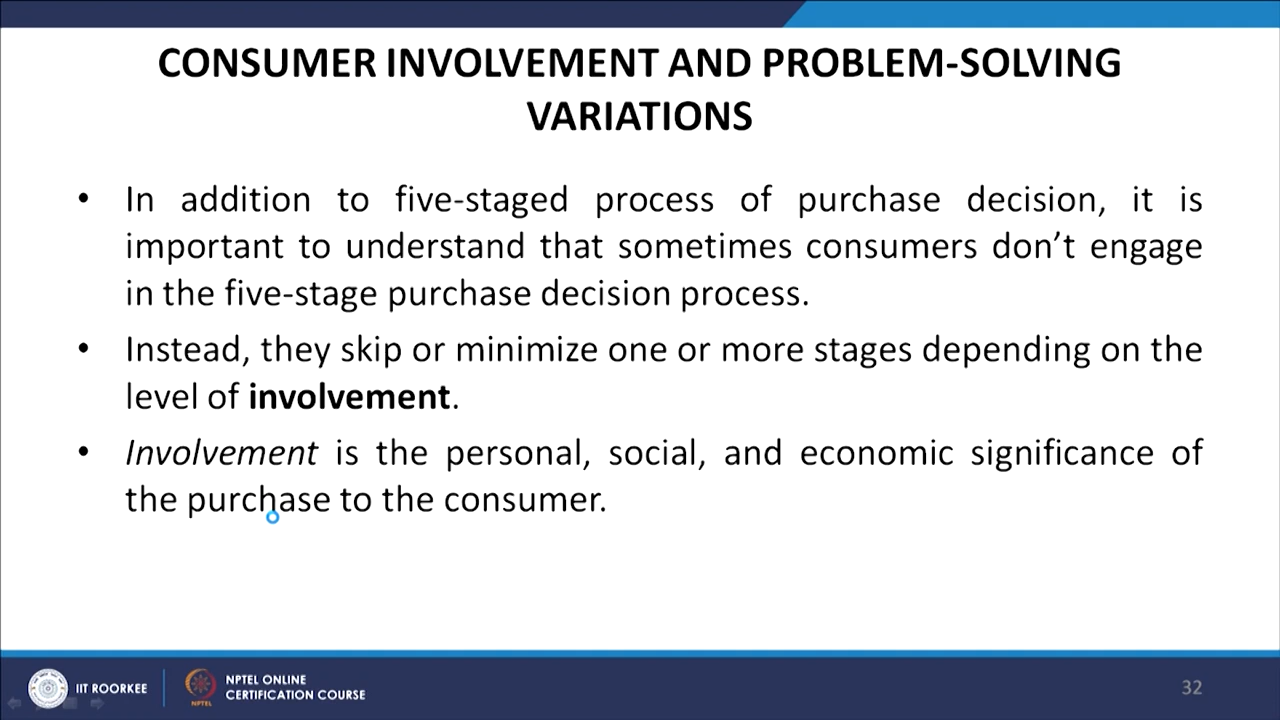 CONSUMER INVOLVEMENT AND PROBLEM-SOLVING
VARIATIONS
• In addition to five-staged process of purchase decision, it is
important to understand that sometimes consumers don’t engage
in the five-stage purchase decision process.
• Instead, they skip or minimize one or more stages depending on the
level of involvement.
• Involvement is the personal, social, and economic significance of
the purchase to the consumer.
IIT ROORKEE
NPTEL
NPTEL ONLINE
CERTIFICATION COURSE
32